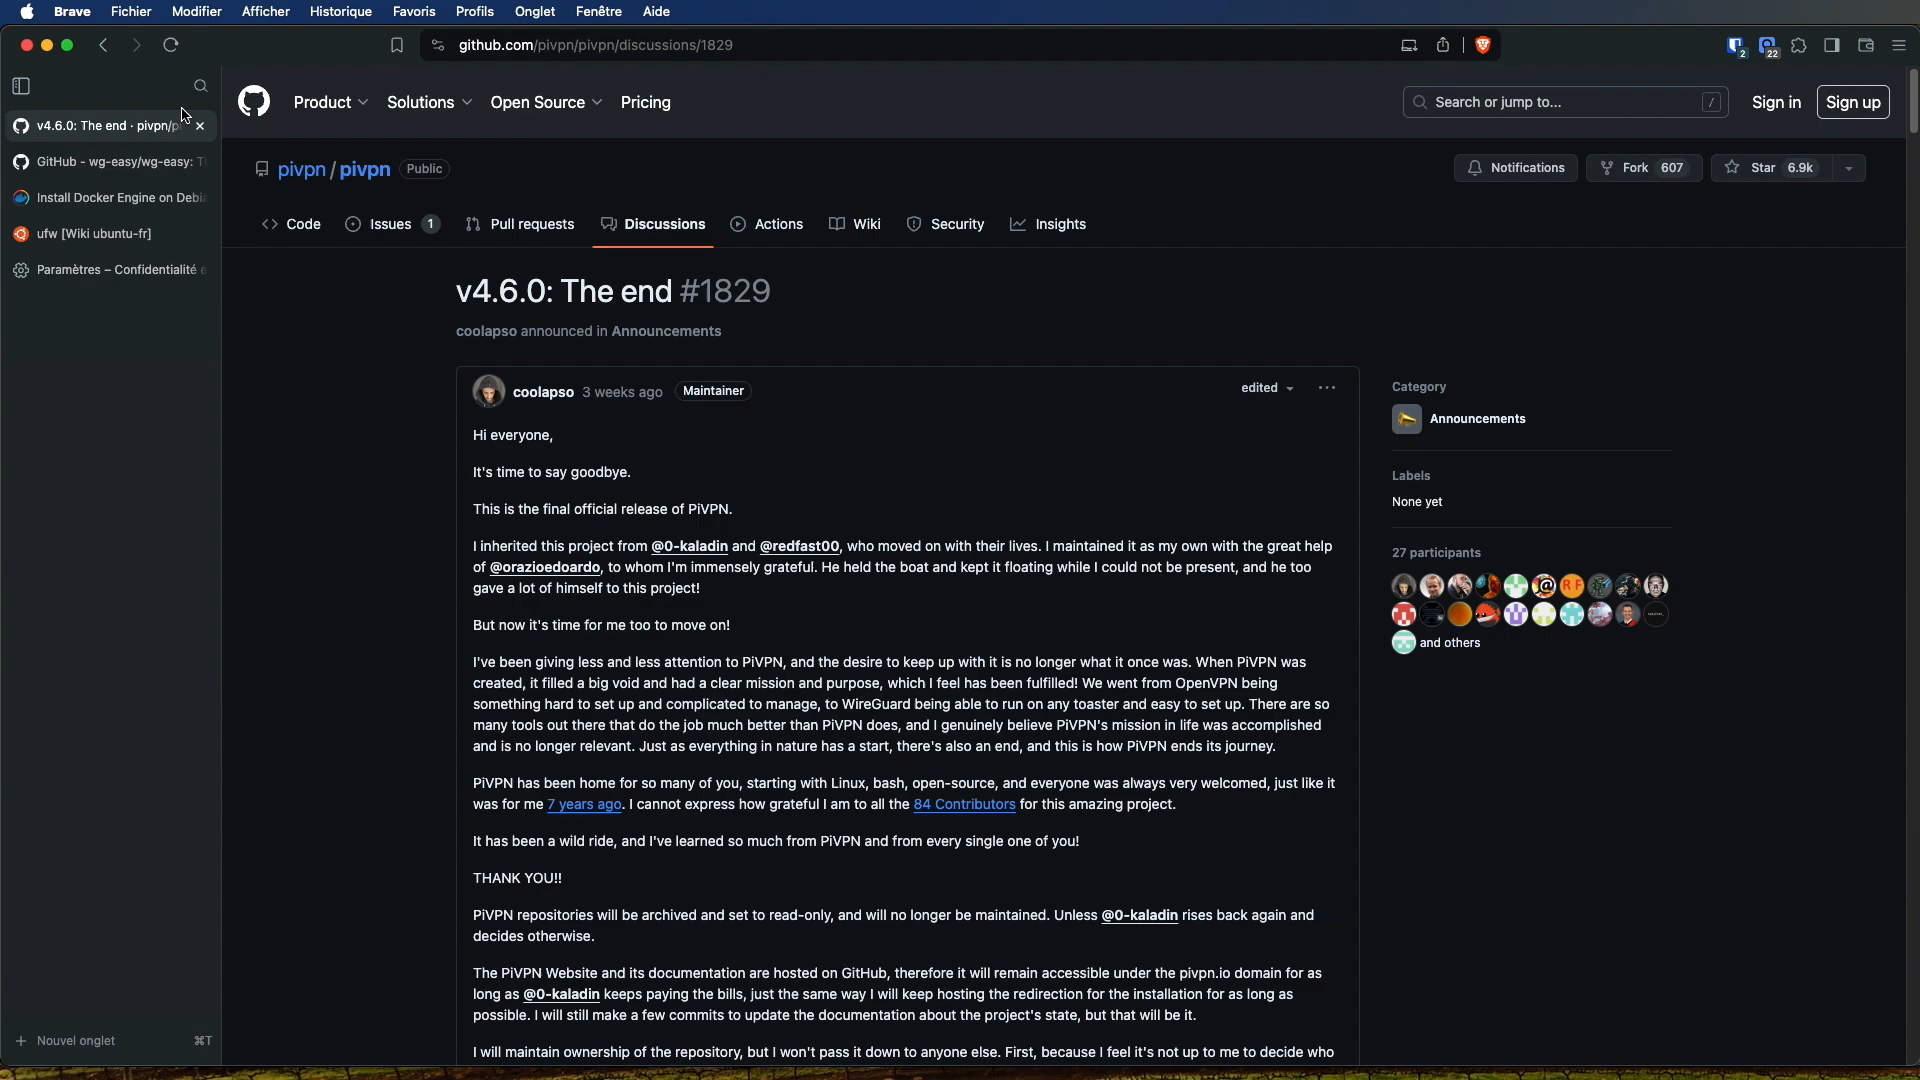 Brave Fichier Modifier Afficher Historique Favoris Profils Onglet Fenêtre Aide
github.com/pivpn/pivpn/discussions/1829
2
22
v4.6.0: The end · pivpn/p
GitHub - wg-easy/wg-easy: T
Install Docker Engine on Debi
ufw [Wiki ubuntu-fr]
Paramètres – Confidentialité e
Nouvel onglet ⌘T
Product Solutions Open Source Pricing
Search or jump to... /
Sign in
Sign up
pivpn / pivpn Public
Notifications
Fork 607
Star 6.9k
Code Issues 1 Pull requests Discussions Actions Wiki Security Insights
v4.6.0: The end #1829
coolapso announced in Announcements
coolapso 3 weeks ago Maintainer
edited
Hi everyone,
It's time to say goodbye.
This is the final official release of PiVPN.
I inherited this project from @0-kaladin and @redfast00, who moved on with their lives. I maintained it as my own with the great help
of @orazioedoardo, to whom I'm immensely grateful. He held the boat and kept it floating while I could not be present, and he too
gave a lot of himself to this project!
But now it's time for me too to move on!
I've been giving less and less attention to PiVPN, and the desire to keep up with it is no longer what it once was. When PiVPN was
created, it filled a big void and had a clear mission and purpose, which I feel has been fulfilled! We went from OpenVPN being
something hard to set up and complicated to manage, to WireGuard being able to run on any toaster and easy to set up. There are so
many tools out there that do the job much better than PiVPN does, and I genuinely believe PiVPN's mission in life was accomplished
and is no longer relevant. Just as everything in nature has a start, there's also an end, and this is how PiVPN ends its journey.
PiVPN has been home for so many of you, starting with Linux, bash, open-source, and everyone was always very welcomed, just like it
was for me 7 years ago. I cannot express how grateful I am to all the 84 Contributors for this amazing project.
It has been a wild ride, and I've learned so much from PiVPN and from every single one of you!
THANK YOU!!
PiVPN repositories will be archived and set to read-only, and will no longer be maintained. Unless @0-kaladin rises back again and
decides otherwise.
The PiVPN Website and its documentation are hosted on GitHub, therefore it will remain accessible under the pivpn.io domain for as
long as @0-kaladin keeps paying the bills, just the same way I will keep hosting the redirection for the installation for as long as
possible. I will still make a few commits to update the documentation about the project's state, but that will be it.
I will maintain ownership of the repository, but I won't pass it down to anyone else. First, because I feel it's not up to me to decide who
Category
Announcements
Labels
None yet
27 participants
RF
and others